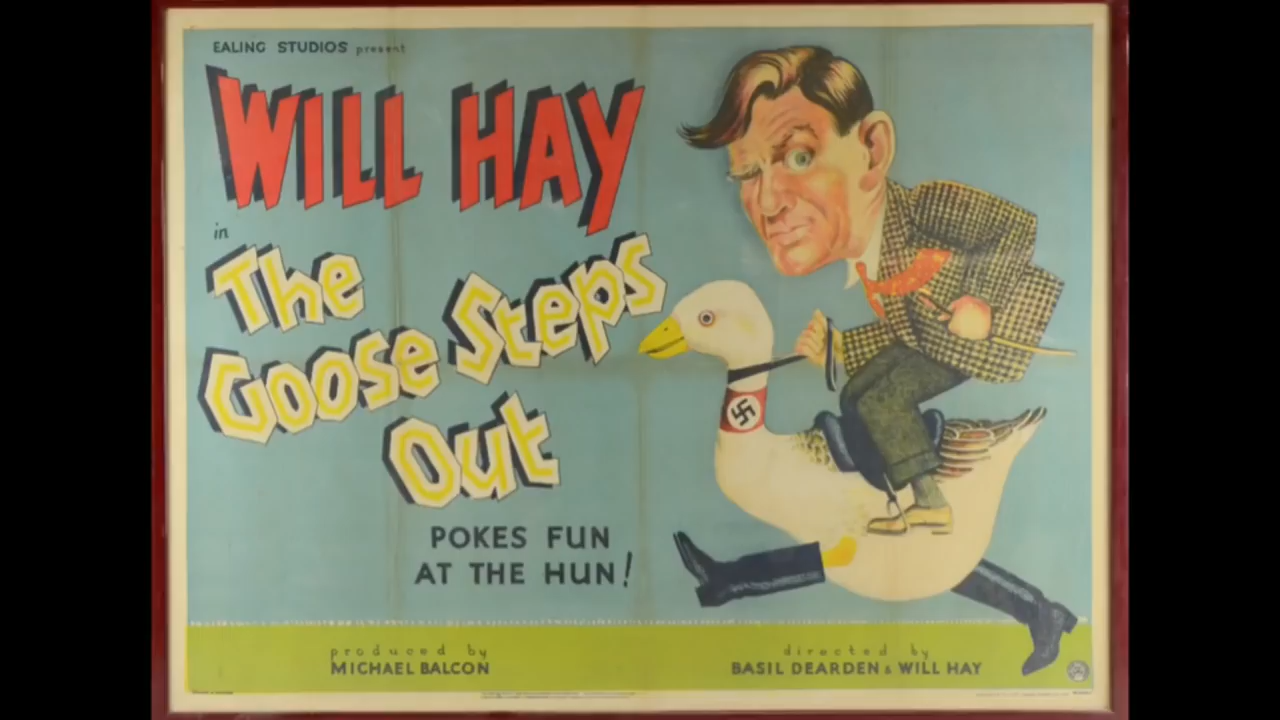 EALING STUDIOS present
WILL HAY
in
The
Goose Steps
Out
POKES FUN
AT THE HUN!
produced by
MICHAEL BALCON
directed by
BASIL DEARDEN & WILL HAY